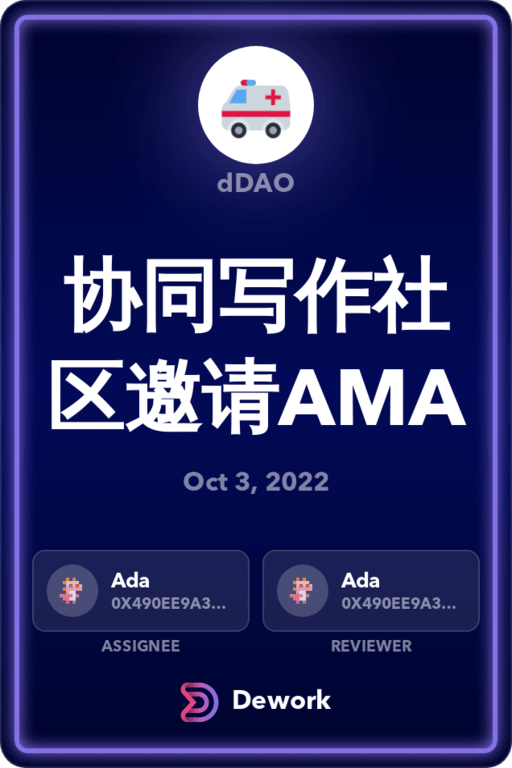 dDAO
协同写作社
区邀请AMA
Oct 3, 2022
Ada
0X490EE9A3...
Ada
0X490EE9A3...
ASSIGNEE
REVIEWER
Dework